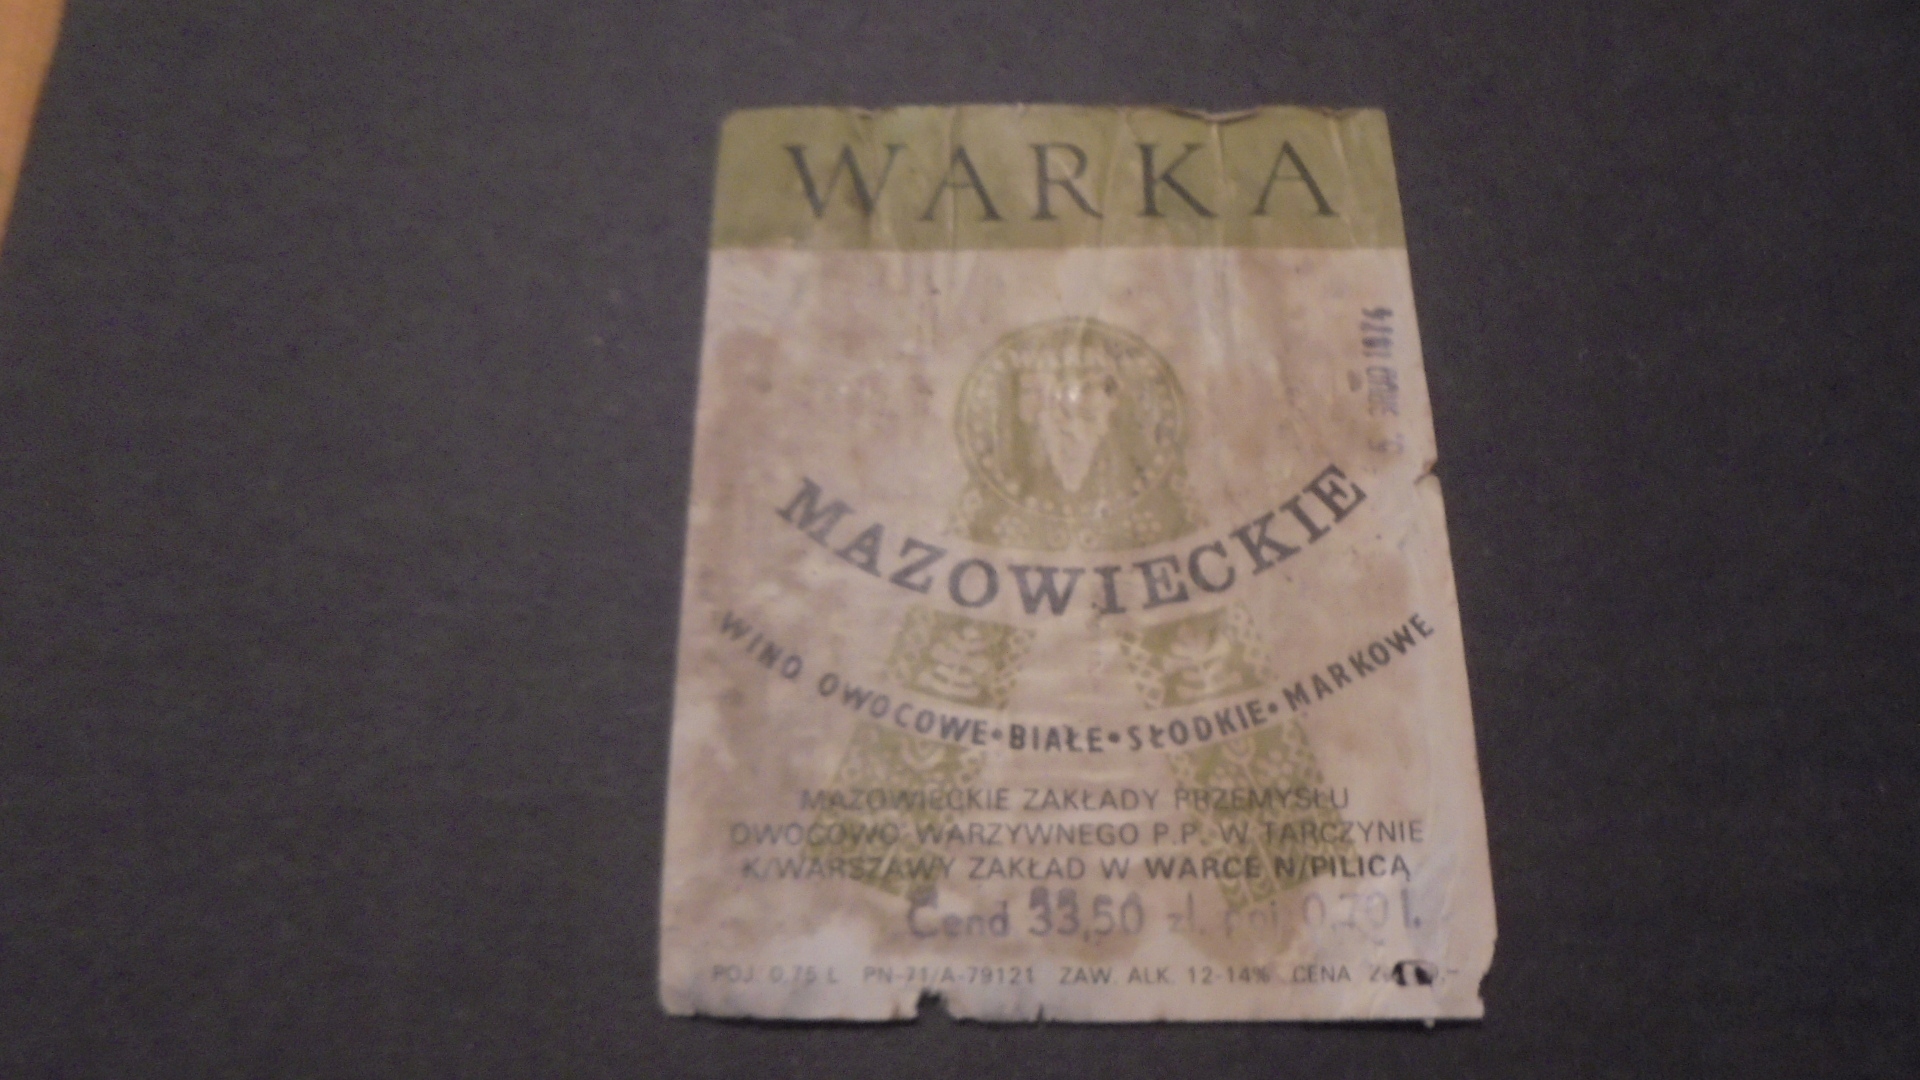 WARKA
1974
MAZOWIECKIE
WINO OWOCOWE•BIAŁE•SŁODKIE•MARKOWE
MAZOWIECKIE ZAKŁADY PRZEMYSŁU
OWOCOWO WARZYWNEGO P.P. W TARCZYNIE
K/WARSZAWY ZAKŁAD W WARCE N/PILICĄ
Cena 33,50 zł. poj. 0,70 l.
POJ. 0,75 L PN-71/A-79121 ZAW. ALK. 12-14% CENA